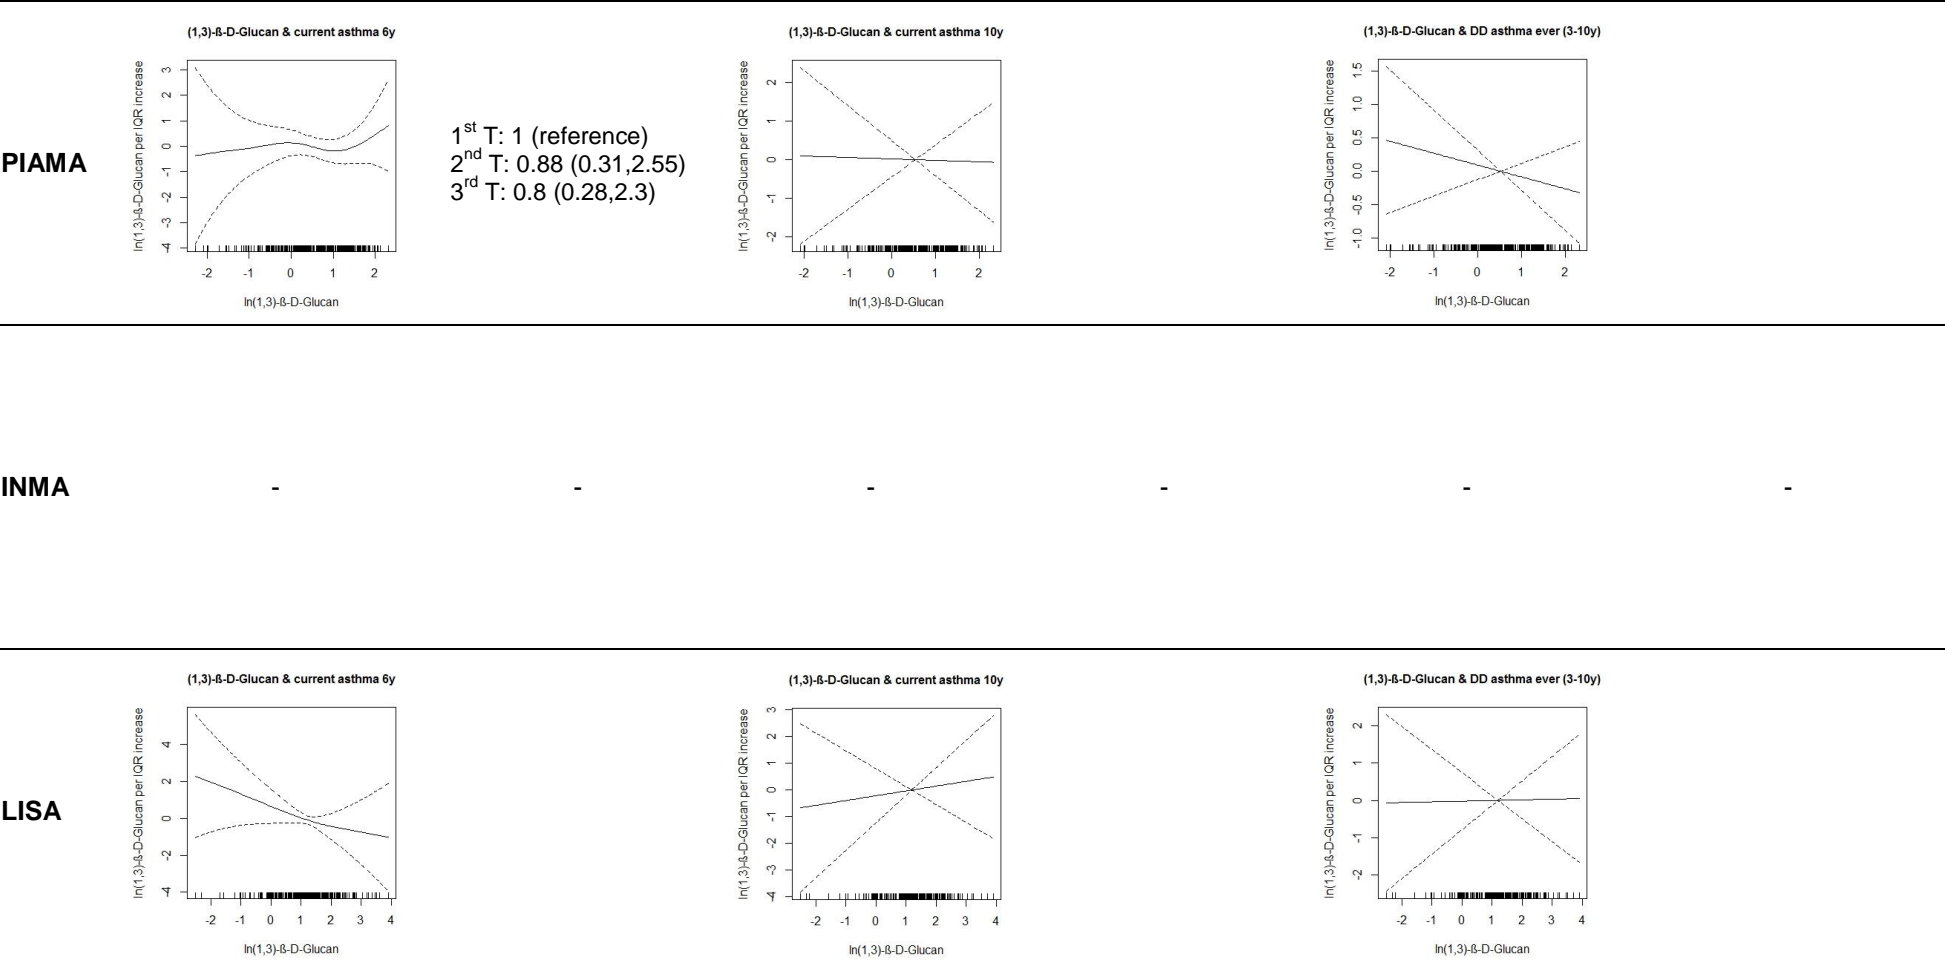 (1,3)-ß-D-Glucan & current asthma 6y
(1,3)-ß-D-Glucan & current asthma 10y
(1,3)-ß-D-Glucan & DD asthma ever (3-10y)
PIAMA
ln(1,3)-ß-D-Glucan per IQR increase
3
2
1
0
-1
-2
-3
-4
-2 -1 0 1 2
ln(1,3)-ß-D-Glucan
1st T: 1 (reference)
2nd T: 0.88 (0.31,2.55)
3rd T: 0.8 (0.28,2.3)
ln(1,3)-ß-D-Glucan per IQR increase
2
1
0
-1
-2
-2 -1 0 1 2
ln(1,3)-ß-D-Glucan
ln(1,3)-ß-D-Glucan per IQR increase
1.5
1.0
0.5
0.0
-0.5
-1.0
-2 -1 0 1 2
ln(1,3)-ß-D-Glucan
INMA - - - - - -
(1,3)-ß-D-Glucan & current asthma 6y
(1,3)-ß-D-Glucan & current asthma 10y
(1,3)-ß-D-Glucan & DD asthma ever (3-10y)
LISA
ln(1,3)-ß-D-Glucan per IQR increase
4
2
0
-2
-4
-2 -1 0 1 2 3 4
ln(1,3)-ß-D-Glucan
ln(1,3)-ß-D-Glucan per IQR increase
3
2
1
0
-1
-2
-3
-4
-2 -1 0 1 2 3 4
ln(1,3)-ß-D-Glucan
ln(1,3)-ß-D-Glucan per IQR increase
2
1
0
-1
-2
-2 -1 0 1 2 3 4
ln(1,3)-ß-D-Glucan